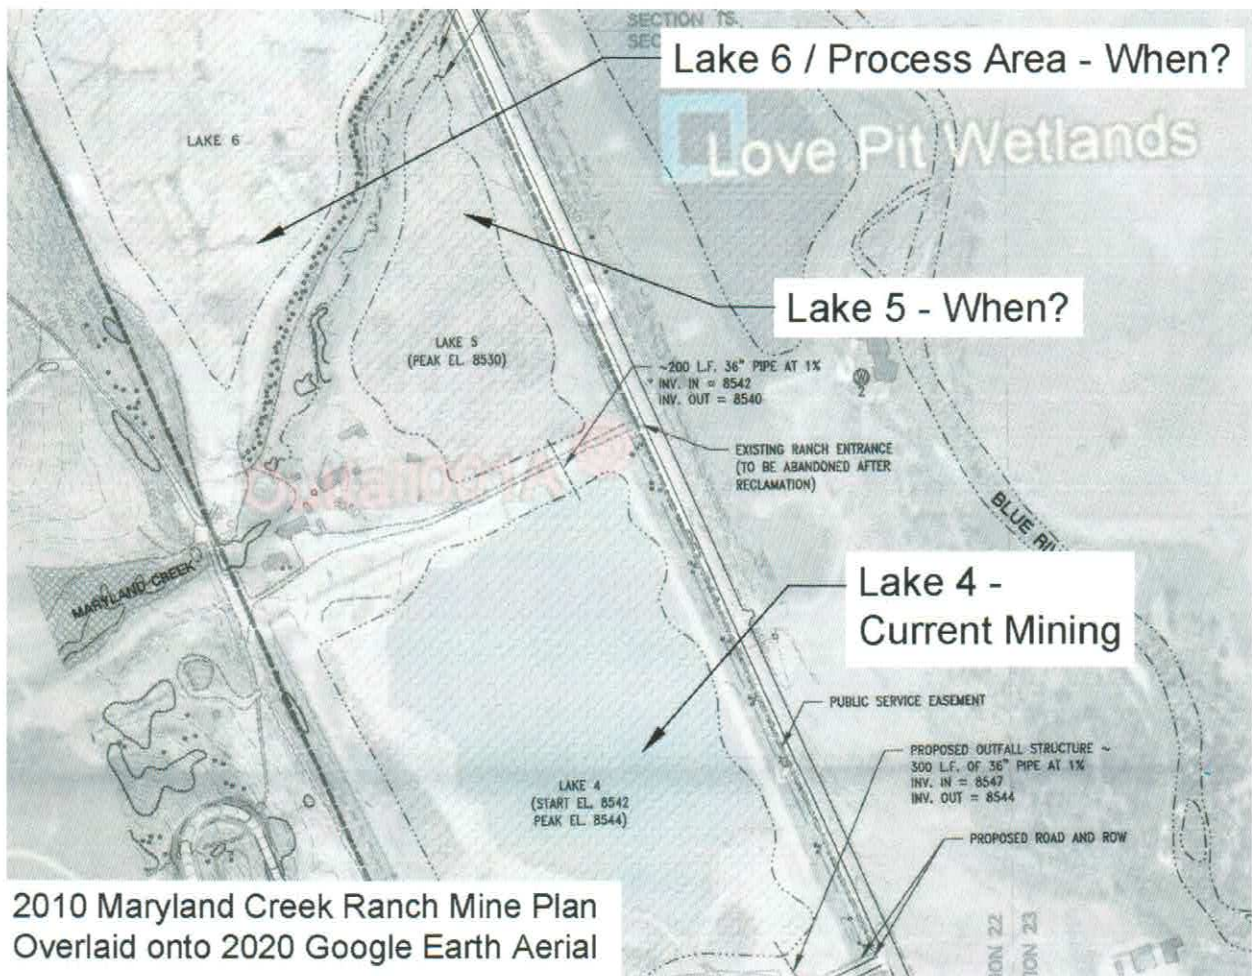 SECTION 15
Lake 6 / Process Area - When?
LAKE 6
Love Pit Wetlands
Lake 5 - When?
LAKE 5
(PEAK EL. 8530)
~200 L.F. 36" PIPE AT 1%
INV. IN = 8542
INV. OUT = 8540
W
2
EXISTING RANCH ENTRANCE
(TO BE ABANDONED AFTER
RECLAMATION)
BLUE
MARYLAND CREEK
Lake 4 -
Current Mining
PUBLIC SERVICE EASEMENT
PROPOSED OUTFALL STRUCTURE ~
300 L.F. OF 36" PIPE AT 1%
INV. IN = 8547
INV. OUT = 8544
LAKE 4
(START EL. 8542
PEAK EL. 8544)
PROPOSED ROAD AND ROW
22
23
2010 Maryland Creek Ranch Mine Plan
Overlaid onto 2020 Google Earth Aerial